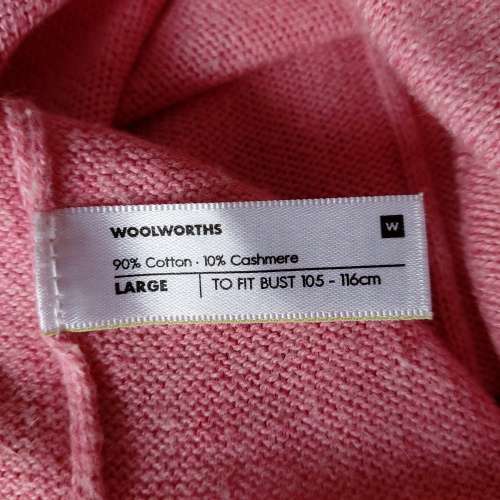 WOOLWORTHS
W
90% Cotton · 10% Cashmere
LARGE | TO FIT BUST 105 - 116cm